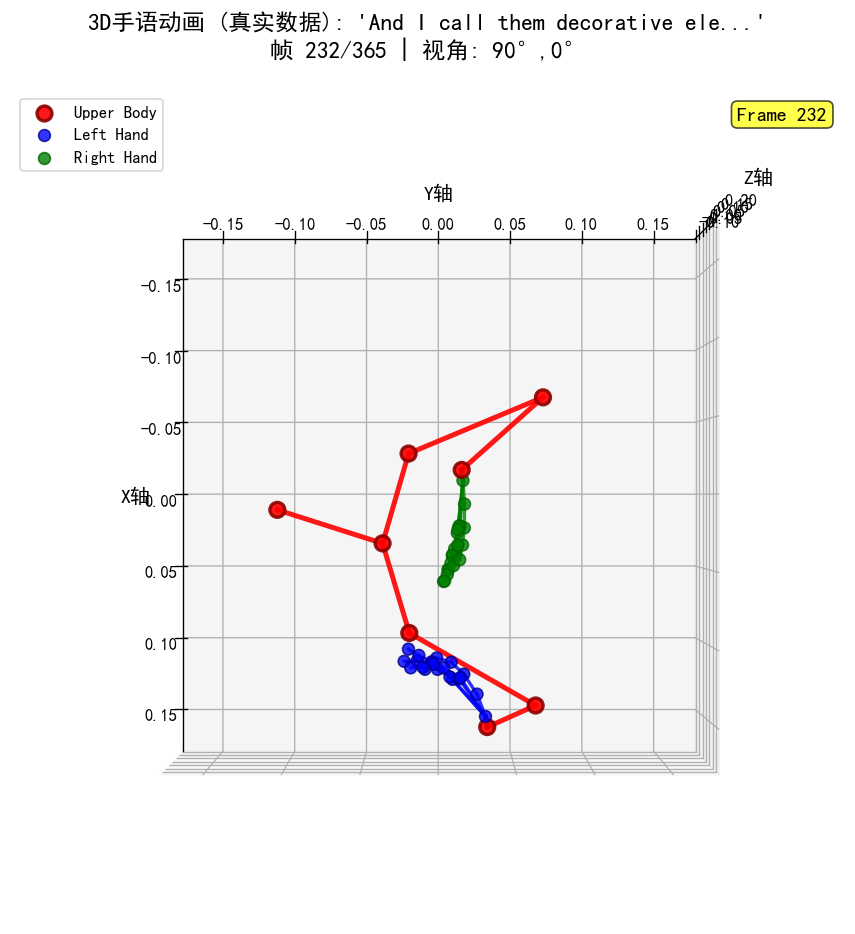 3D手语动画 (真实数据): 'And I call them decorative ele...'
帧 232/365 | 视角: 90°,0°
Upper Body
Left Hand
Right Hand
Frame 232
Z轴
Y轴
-0.15 -0.10 -0.05 0.00 0.05 0.10 0.15
-0.15
-0.10
-0.05
X轴
0.00
0.05
0.10
0.15